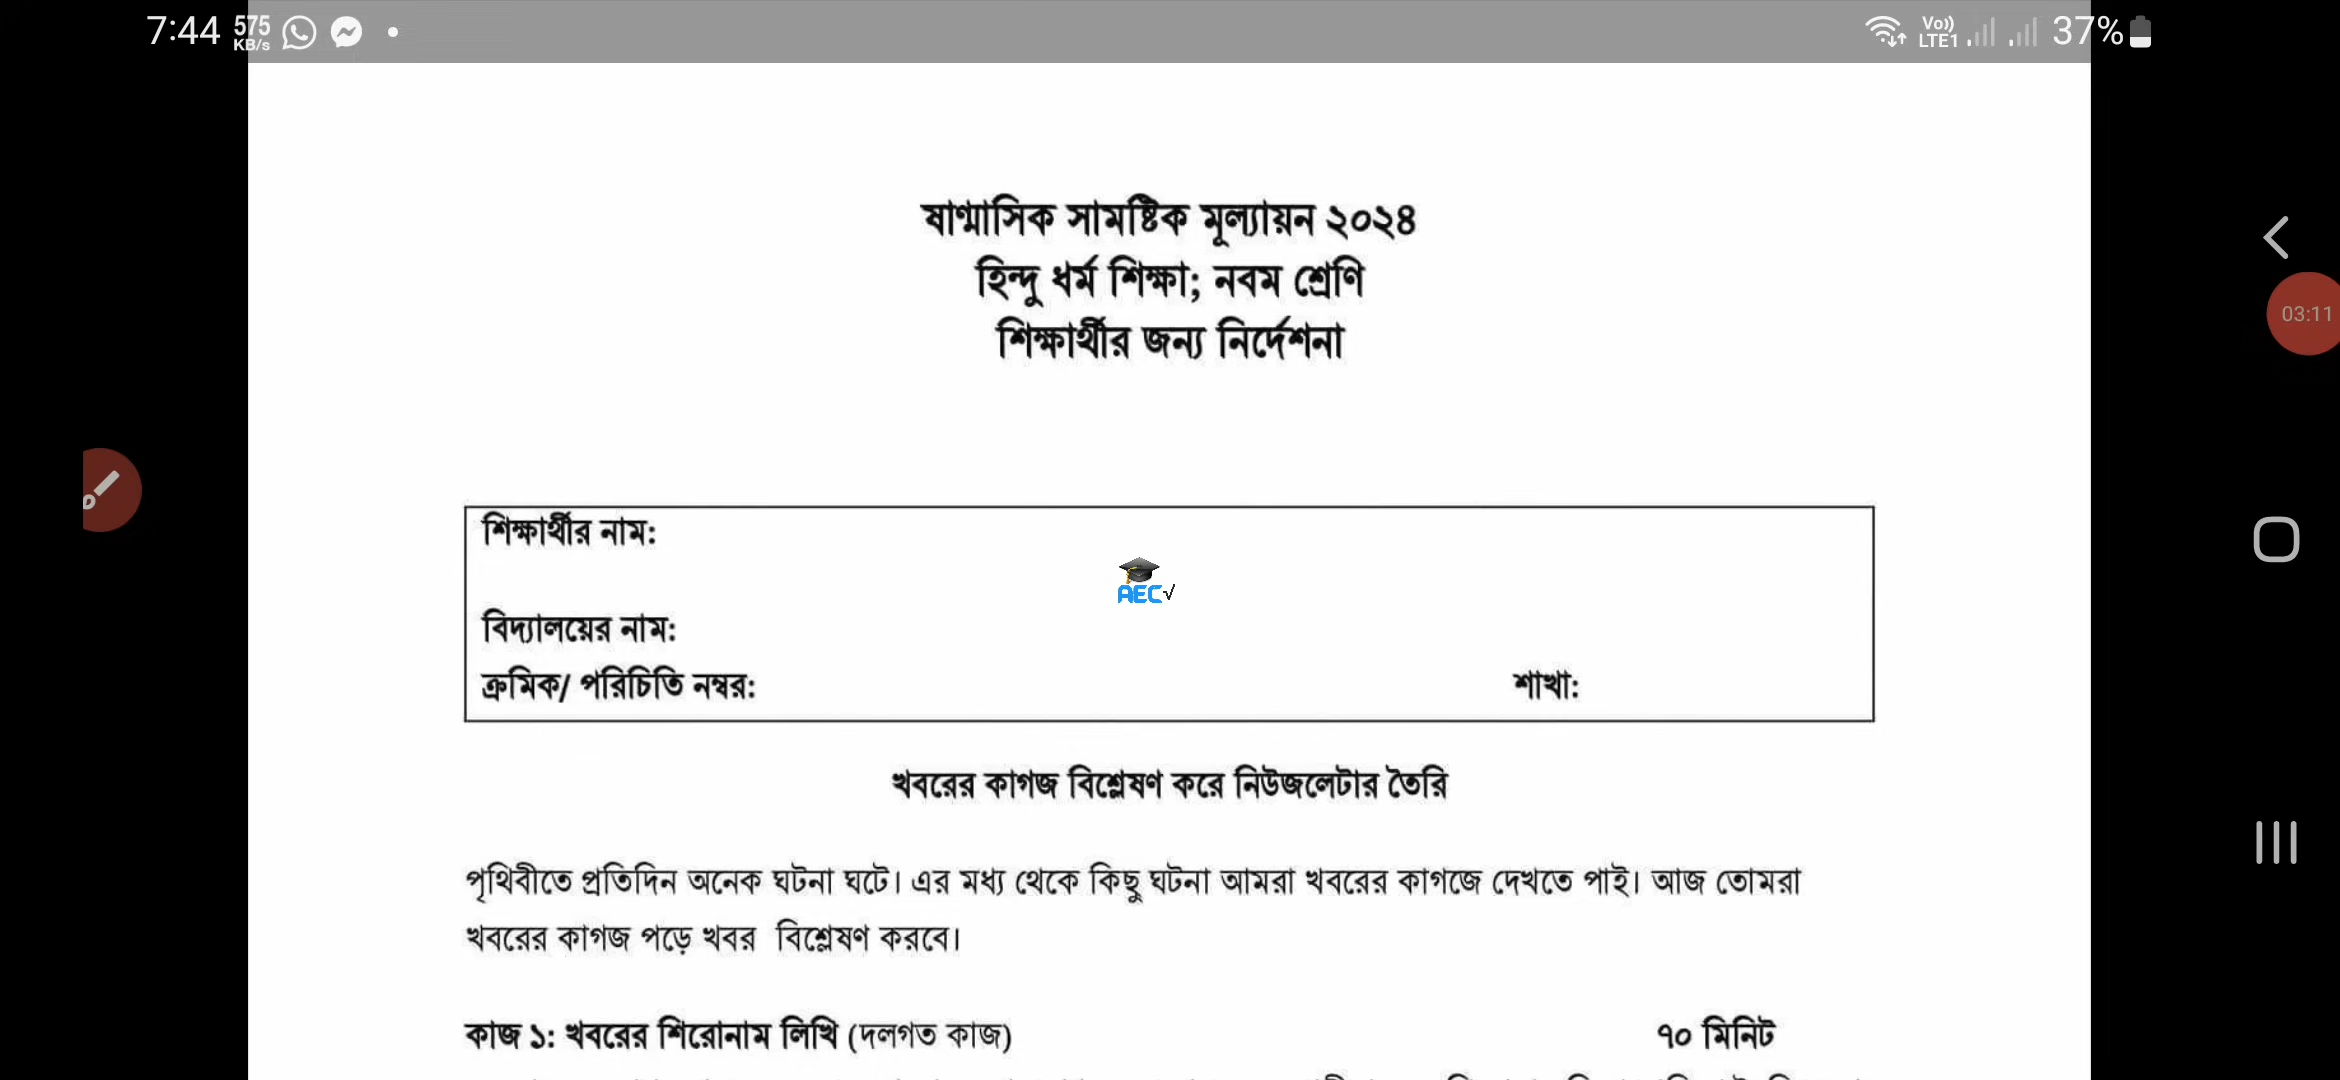 7:44 575 KB/s Vo)) LTE1 37%
ষাণ্মাসিক সামষ্টিক মূল্যায়ন ২০২৪
হিন্দু ধর্ম শিক্ষা; নবম শ্রেণি
03:11
শিক্ষার্থীর জন্য নির্দেশনা
শিক্ষার্থীর নাম:
AEC√
বিদ্যালয়ের নাম:
ক্রমিক/ পরিচিতি নম্বর: শাখা:
খবরের কাগজ বিশ্লেষণ করে নিউজলেটার তৈরি
পৃথিবীতে প্রতিদিন অনেক ঘটনা ঘটে। এর মধ্য থেকে কিছু ঘটনা আমরা খবরের কাগজে দেখতে পাই। আজ তোমরা
খবরের কাগজ পড়ে খবর বিশ্লেষণ করবে।
কাজ ১: খবরের শিরোনাম লিখি (দলগত কাজ) ৭০ মিনিট